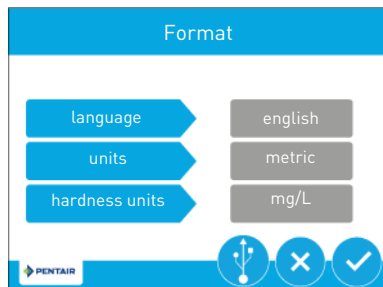 Format
language english
units metric
hardness units mg/L
PENTAIR